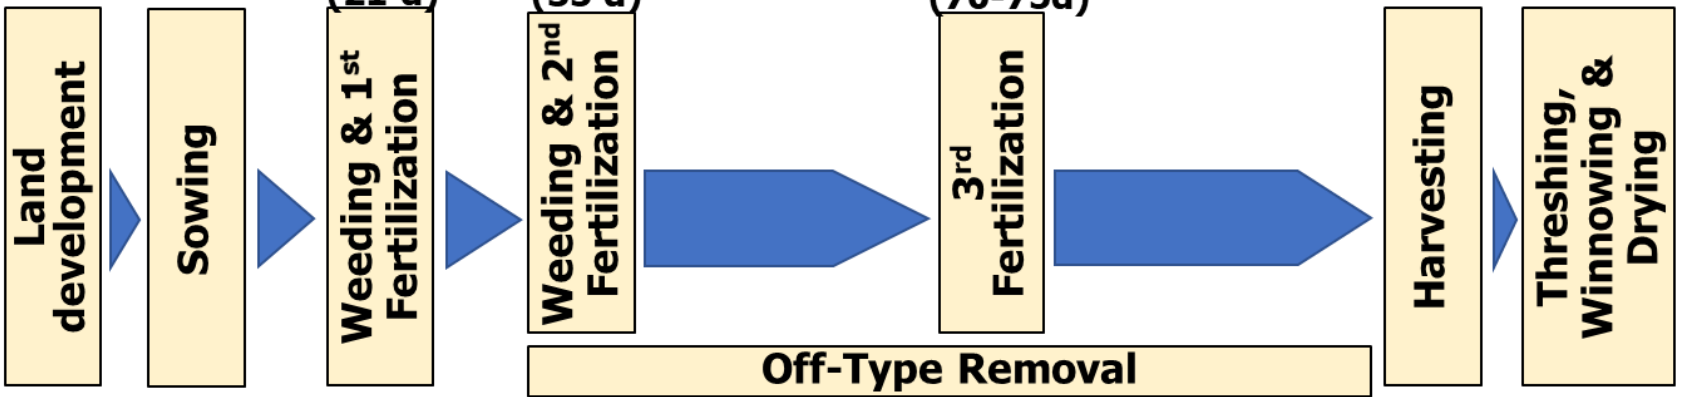 Land
development
Sowing
Weeding & 1st
Fertilization
Weeding & 2nd
Fertilization
3rd
Fertilization
Harvesting
Threshing,
Winnowing &
Drying
Off-Type Removal